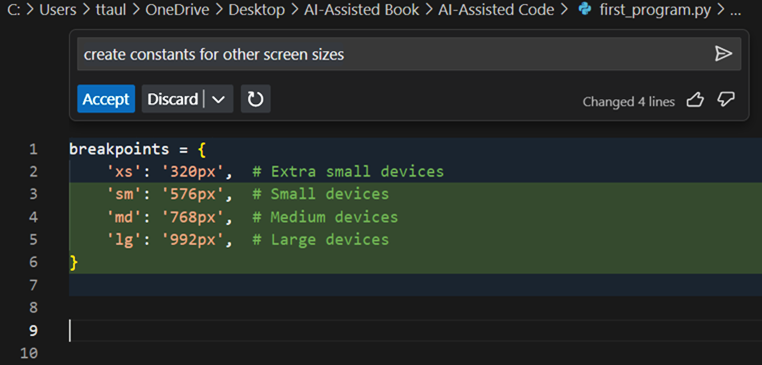 C: > Users > ttaul > OneDrive > Desktop > AI-Assisted Book > AI-Assisted Code > first_program.py > ...
create constants for other screen sizes
Accept Discard Changed 4 lines
1 breakpoints = {
2 'xs': '320px', # Extra small devices
3 'sm': '576px', # Small devices
4 'md': '768px', # Medium devices
5 'lg': '992px', # Large devices
6 }
7
8
9
10